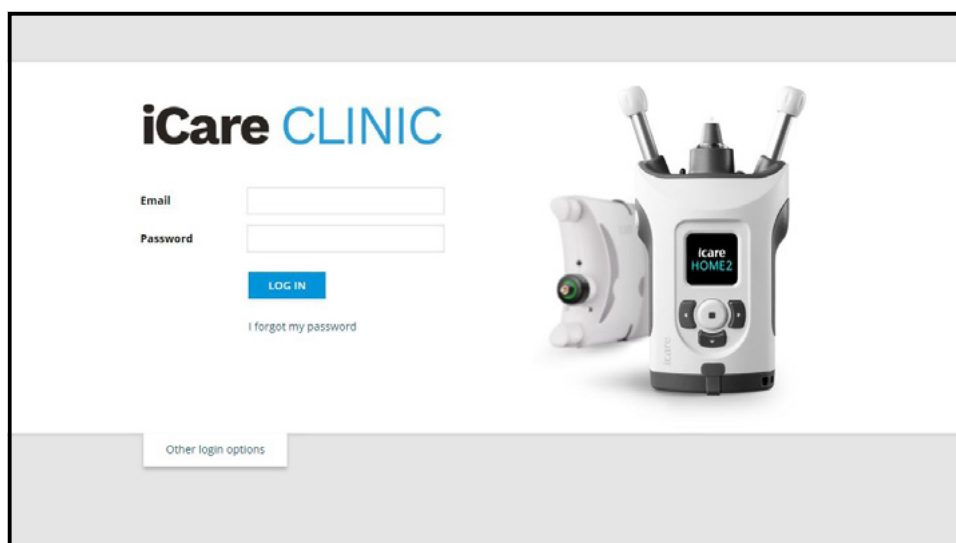 iCare CLINIC
Email
Password
LOG IN
I forgot my password
Other login options
icare
HOME2
icare